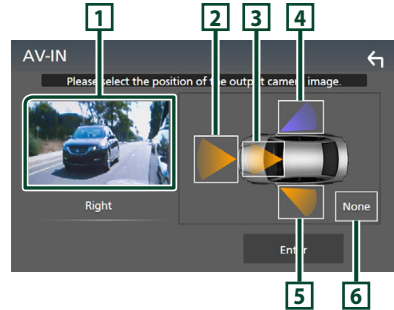 1 2 3 4
AV-IN
Please select the position of the output camera image.
Right
None
Enter
5 6